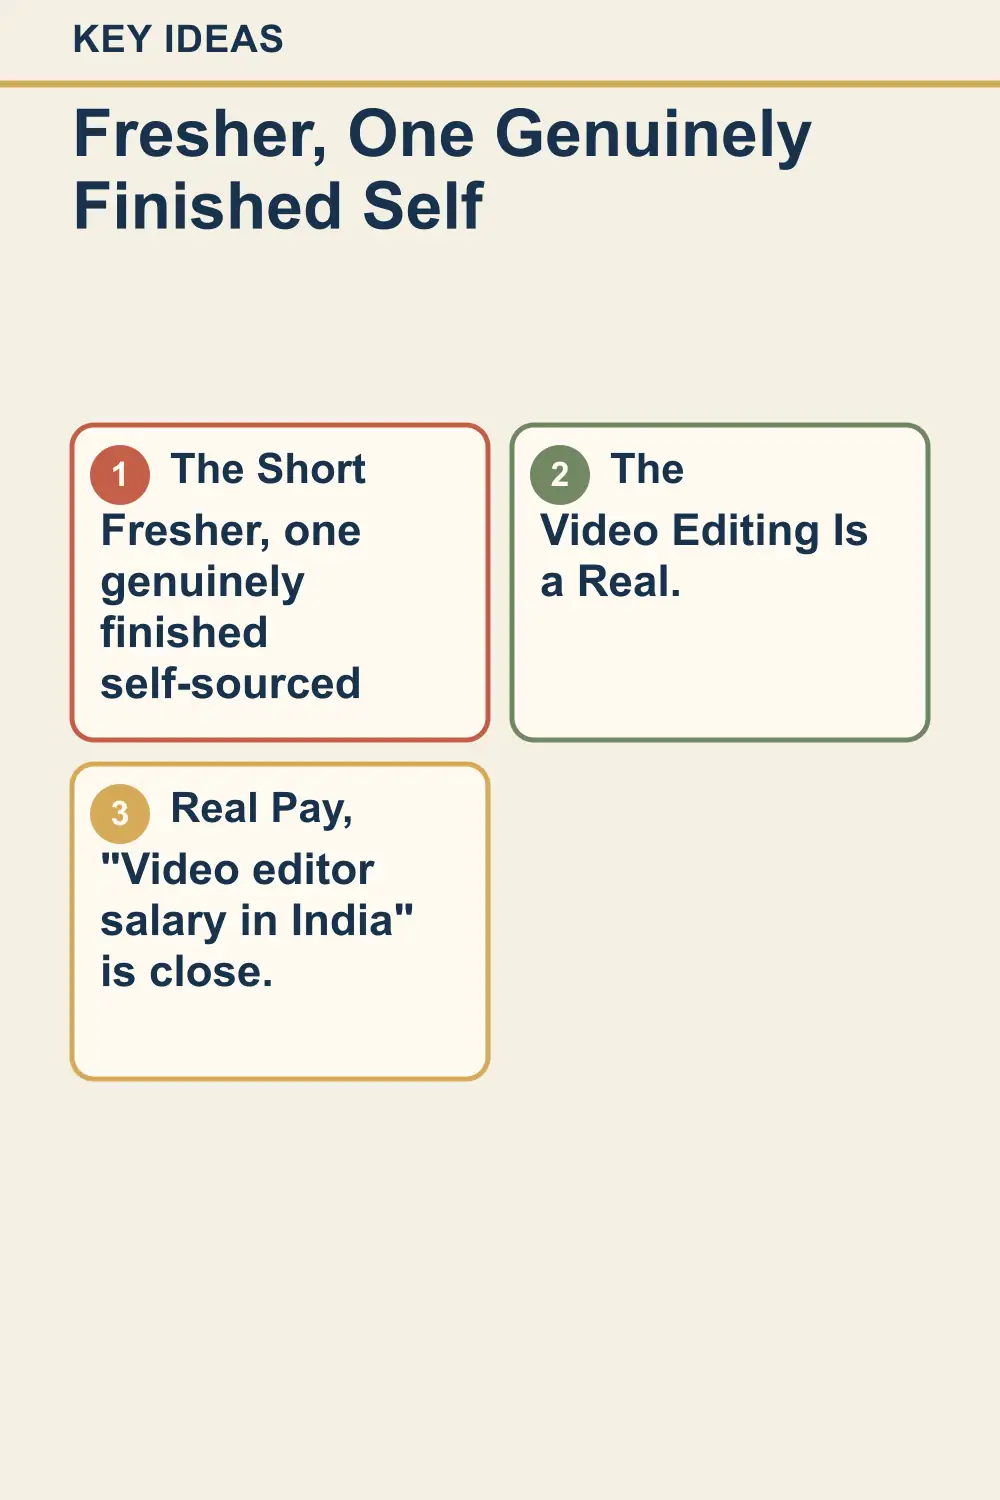 KEY IDEAS
Fresher, One Genuinely
Finished Self
1 The Short
Fresher, one
genuinely
finished
self-sourced
2 The
Video Editing Is
a Real.
3 Real Pay,
"Video editor
salary in India"
is close.